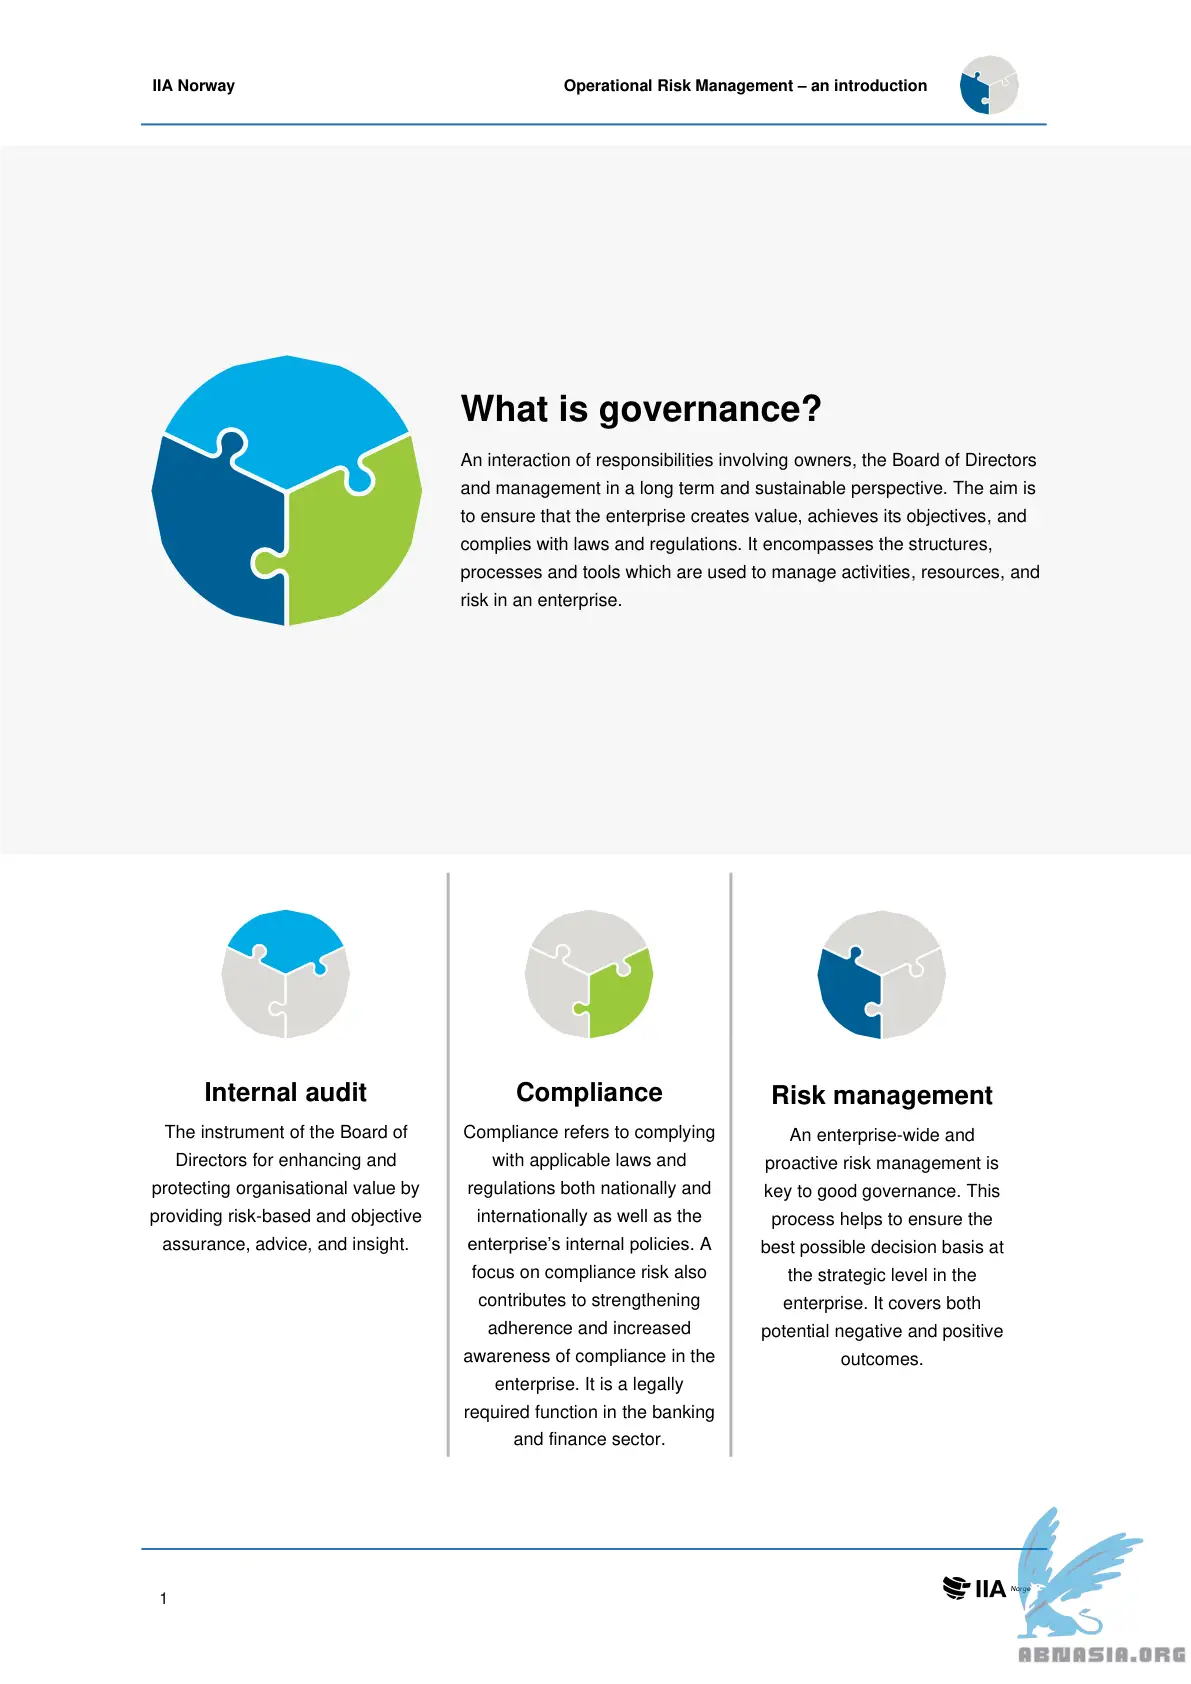 IIA Norway
Operational Risk Management – an introduction
What is governance?
An interaction of responsibilities involving owners, the Board of Directors
and management in a long term and sustainable perspective. The aim is
to ensure that the enterprise creates value, achieves its objectives, and
complies with laws and regulations. It encompasses the structures,
processes and tools which are used to manage activities, resources, and
risk in an enterprise.
Internal audit
The instrument of the Board of
Directors for enhancing and
protecting organisational value by
providing risk-based and objective
assurance, advice, and insight.
Compliance
Compliance refers to complying
with applicable laws and
regulations both nationally and
internationally as well as the
enterprise’s internal policies. A
focus on compliance risk also
contributes to strengthening
adherence and increased
awareness of compliance in the
enterprise. It is a legally
required function in the banking
and finance sector.
Risk management
An enterprise-wide and
proactive risk management is
key to good governance. This
process helps to ensure the
best possible decision basis at
the strategic level in the
enterprise. It covers both
potential negative and positive
outcomes.
1
IIA Norge
ABNASIA.ORG